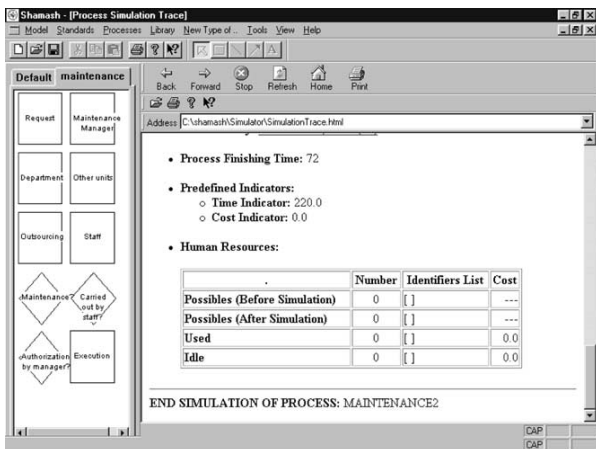 Shamash - [Process Simulation Trace]
Model Standards Processes Library New Type of .. Tools View Help
Default maintenance
Request
Maintenance
Manager
Department
Other units
Outsourcing
Staff
Maintenance?
Carried
out by
staff?
Authorization
by manager?
Execution
Back Forward Stop Refresh Home Print
Address C:\shamash\Simulator\SimulationTrace.html
• Process Finishing Time: 72
• Predefined Indicators:
○ Time Indicator: 220.0
○ Cost Indicator: 0.0
• Human Resources:
. Number Identifiers List Cost
Possibles (Before Simulation) 0 [ ] ---
Possibles (After Simulation) 0 [ ] ---
Used 0 [ ] 0.0
Idle 0 [ ] 0.0
END SIMULATION OF PROCESS: MAINTENANCE2
CAP
CAP